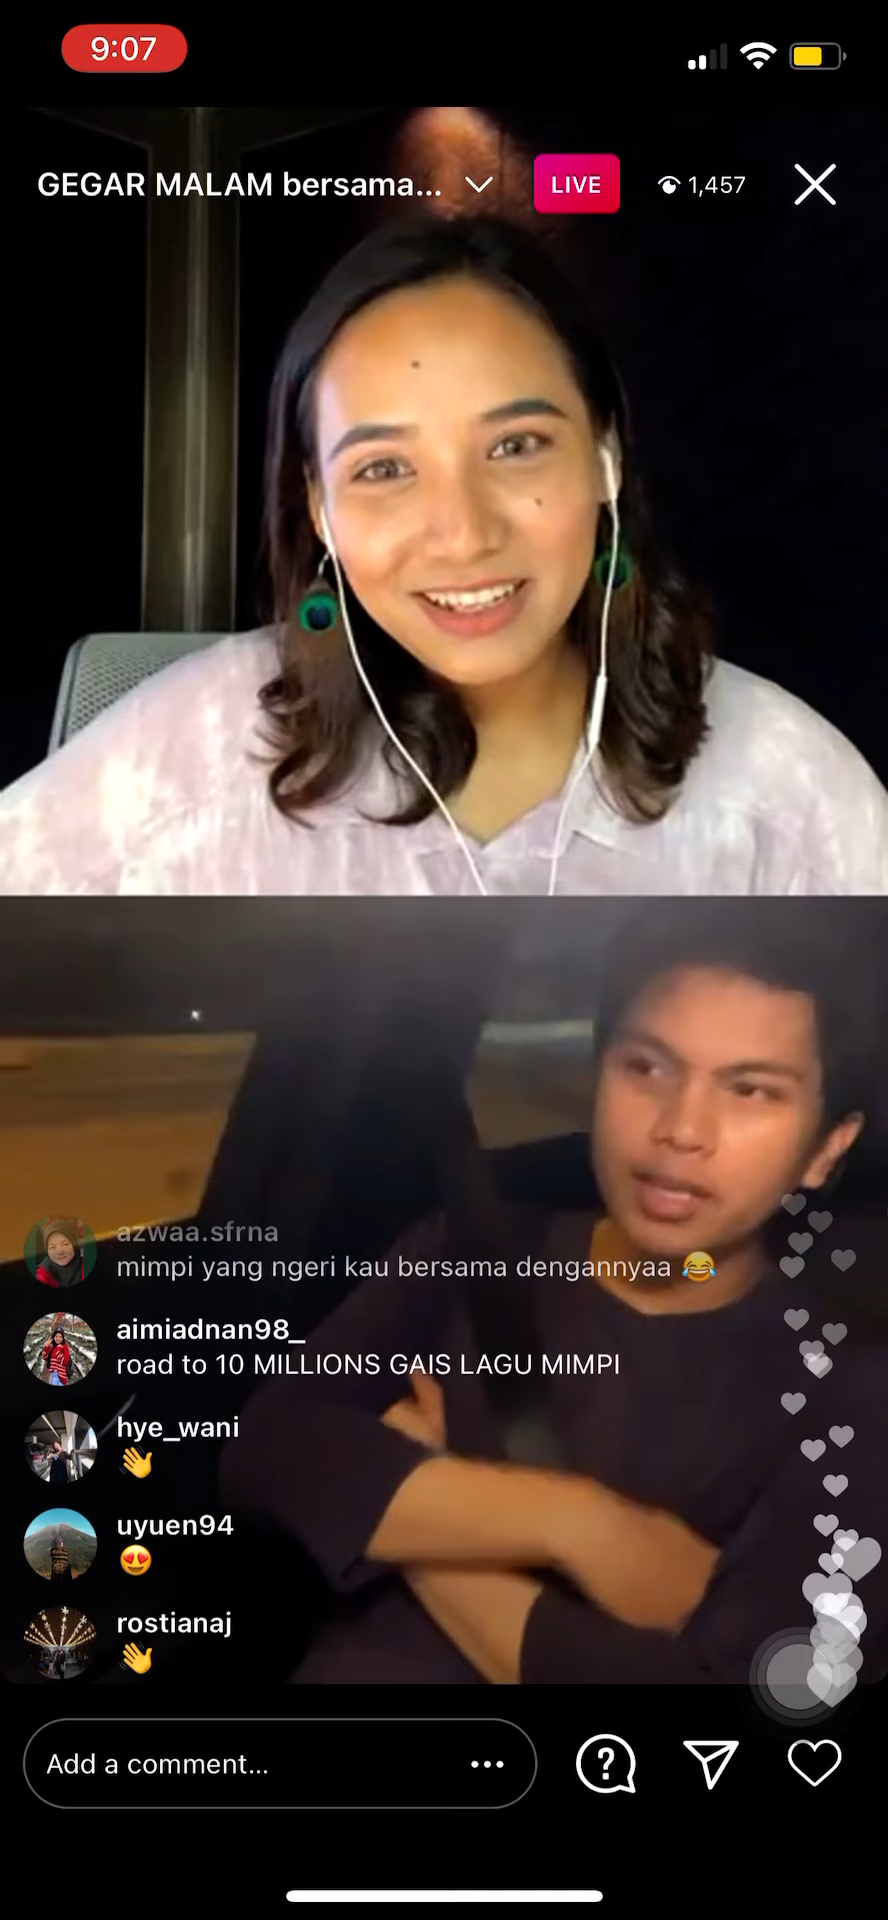 9:07
GEGAR MALAM bersama...
LIVE
1,457
azwaa.sfrna
mimpi yang ngeri kau bersama dengannyaa 😂
aimiadnan98_
road to 10 MILLIONS GAIS LAGU MIMPI
hye_wani
👋
uyuen94
😍
rostianaj
👋
Add a comment...